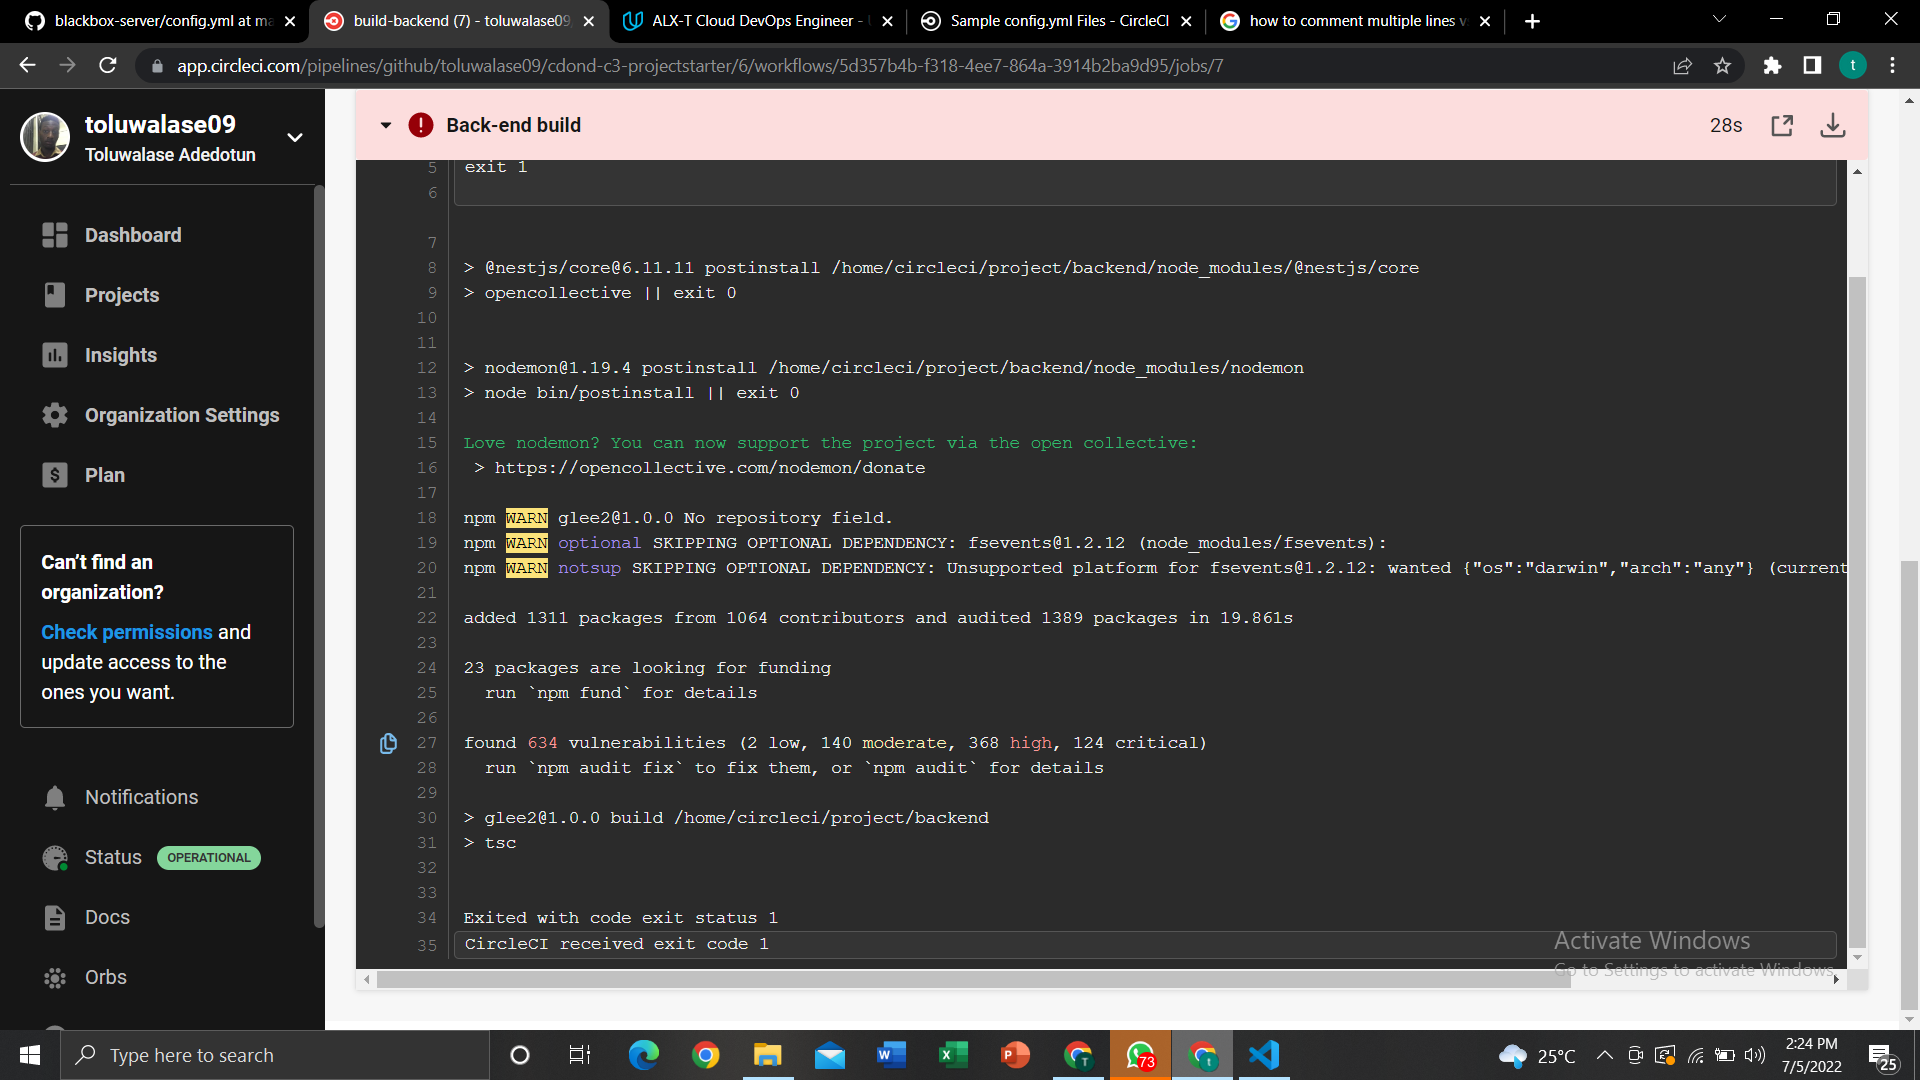 blackbox-server/config.yml at ma
build-backend (7) - toluwalase09
ALX-T Cloud DevOps Engineer -
Sample config.yml Files - CircleCI
how to comment multiple lines v
app.circleci.com/pipelines/github/toluwalase09/cdond-c3-projectstarter/6/workflows/5d357b4b-f318-4ee7-864a-3914b2ba9d95/jobs/7
t
toluwalase09
Toluwalase Adedotun
Dashboard
Projects
Insights
Organization Settings
Plan
Can't find an
organization?
Check permissions and
update access to the
ones you want.
Notifications
Status OPERATIONAL
Docs
Orbs
Back-end build
28s
5 exit 1
6
7
8 > @nestjs/core@6.11.11 postinstall /home/circleci/project/backend/node_modules/@nestjs/core
9 > opencollective || exit 0
10
11
12 > nodemon@1.19.4 postinstall /home/circleci/project/backend/node_modules/nodemon
13 > node bin/postinstall || exit 0
14
15 Love nodemon? You can now support the project via the open collective:
16 > https://opencollective.com/nodemon/donate
17
18 npm WARN glee2@1.0.0 No repository field.
19 npm WARN optional SKIPPING OPTIONAL DEPENDENCY: fsevents@1.2.12 (node_modules/fsevents):
20 npm WARN notsup SKIPPING OPTIONAL DEPENDENCY: Unsupported platform for fsevents@1.2.12: wanted {"os":"darwin","arch":"any"} (current
21
22 added 1311 packages from 1064 contributors and audited 1389 packages in 19.861s
23
24 23 packages are looking for funding
25 run `npm fund` for details
26
27 found 634 vulnerabilities (2 low, 140 moderate, 368 high, 124 critical)
28 run `npm audit fix` to fix them, or `npm audit` for details
29
30 > glee2@1.0.0 build /home/circleci/project/backend
31 > tsc
32
33
34 Exited with code exit status 1
35 CircleCI received exit code 1
Activate Windows
Go to Settings to activate Windows.
Type here to search
73
25°C
2:24 PM
7/5/2022
25